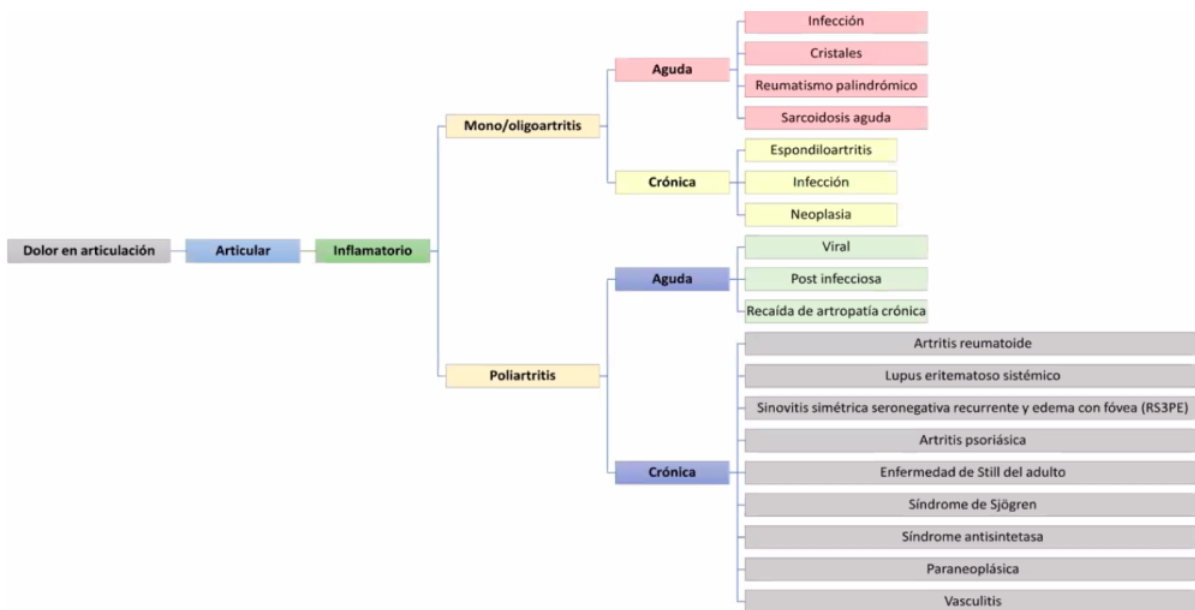 Dolor en articulación
Articular
Inflamatorio
Mono/oligoartritis
Aguda
Infección
Cristales
Reumatismo palindrómico
Sarcoidosis aguda
Crónica
Espondiloartritis
Infección
Neoplasia
Poliartritis
Aguda
Viral
Post infecciosa
Recaída de artropatía crónica
Crónica
Artritis reumatoide
Lupus eritematoso sistémico
Sinovitis simétrica seronegativa recurrente y edema con fóvea (RS3PE)
Artritis psoriásica
Enfermedad de Still del adulto
Síndrome de Sjögren
Síndrome antisintetasa
Paraneoplásica
Vasculitis